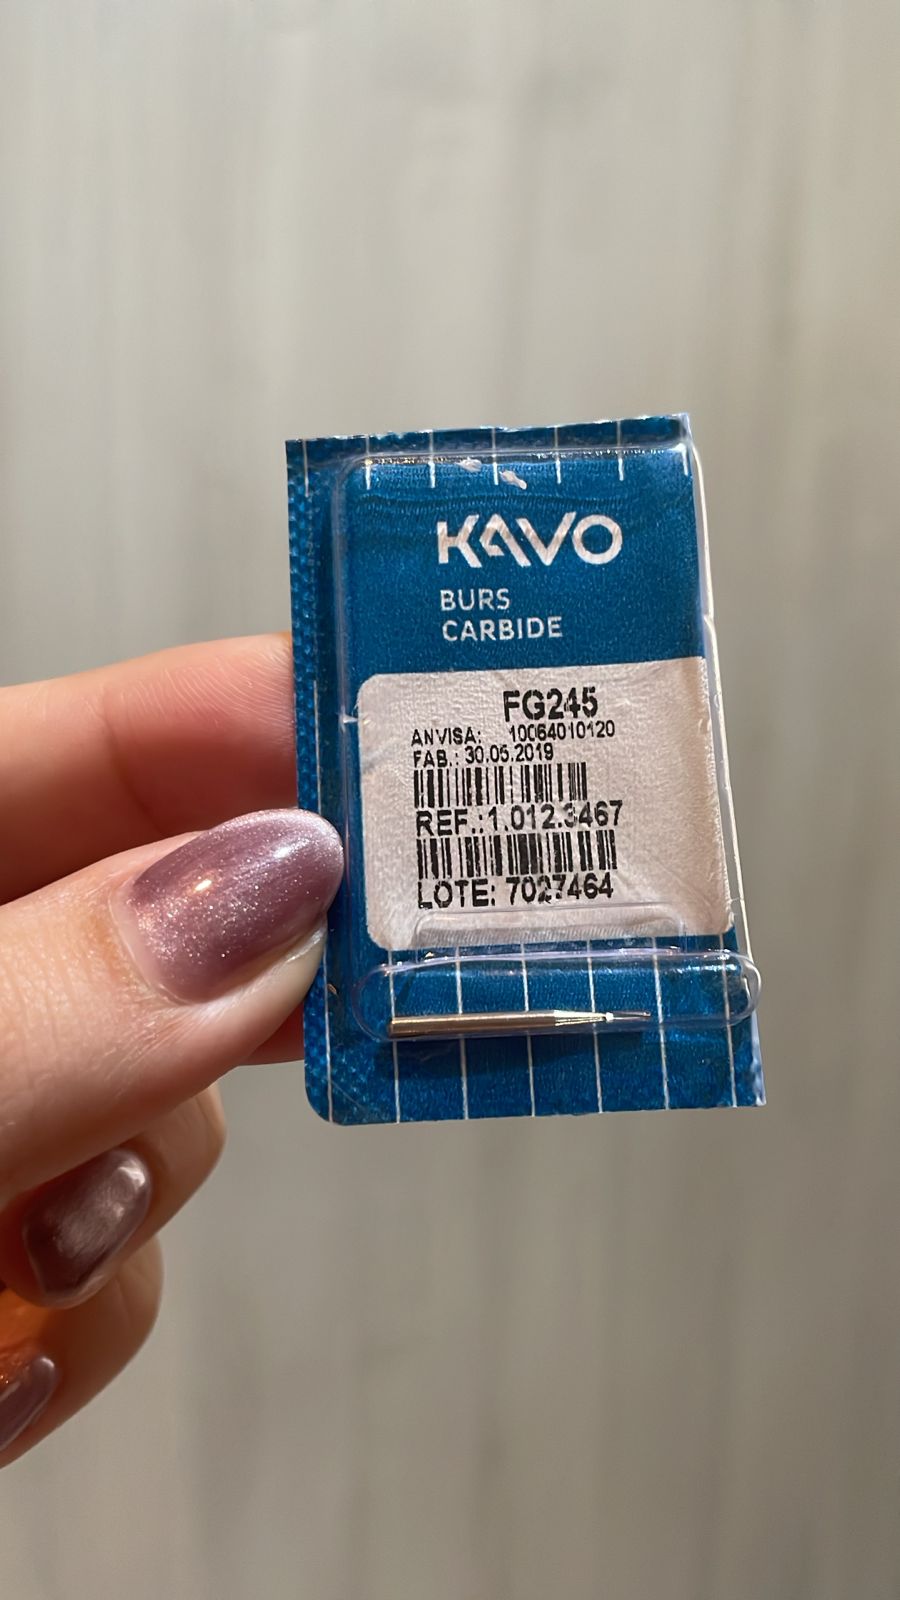 KAVO
BURS
CARBIDE
FG245
ANVISA: 10064010120
FAB.: 30.05.2019
REF.:1.012.3467
LOTE: 7027464